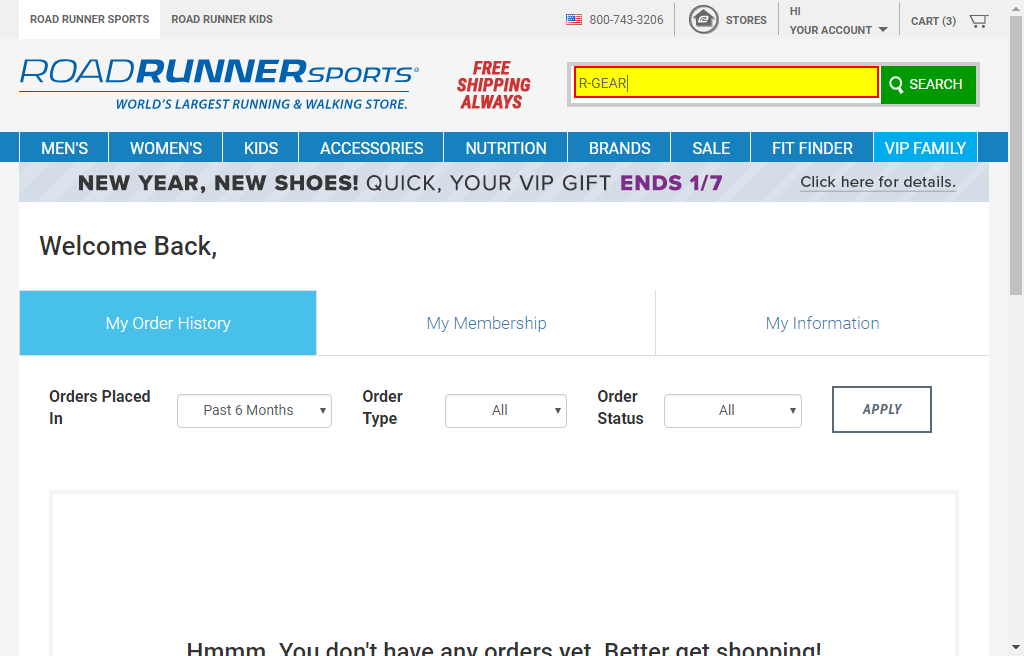 ROAD RUNNER SPORTS
ROAD RUNNER KIDS
800-743-3206
STORES
HI
YOUR ACCOUNT
CART (3)
ROADRUNNERSPORTS
WORLD'S LARGEST RUNNING & WALKING STORE.
FREE
SHIPPING
ALWAYS
R-GEAR
SEARCH
MEN'S
WOMEN'S
KIDS
ACCESSORIES
NUTRITION
BRANDS
SALE
FIT FINDER
VIP FAMILY
NEW YEAR, NEW SHOES! QUICK, YOUR VIP GIFT ENDS 1/7
Click here for details.
Welcome Back,
My Order History
My Membership
My Information
Orders Placed
In
Past 6 Months
Order
Type
All
Order
Status
All
APPLY
Hmmm. You don't have any orders yet. Better get shopping!